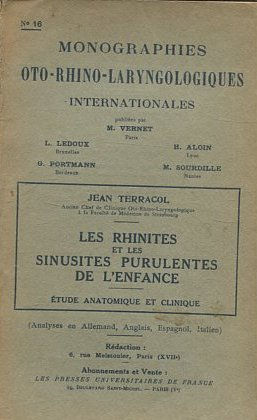 N° 16
MONOGRAPHIES
OTO-RHINO-LARYNGOLOGIQUES
INTERNATIONALES
publiées par
M. VERNET
Paris
L. LEDOUX
Bruxelles
H. ALOIN
Lyon
G. PORTMANN
Bordeaux
M. SOURDILLE
Nantes
JEAN TERRACOL
Ancien Chef de Clinique Oto-Rhino-Laryngologique
à la Faculté de Médecine de Strasbourg
LES RHINITES
ET LES
SINUSITES PURULENTES
DE L'ENFANCE
ÉTUDE ANATOMIQUE ET CLINIQUE
(Analyses en Allemand, Anglais, Espagnol, Italien)
Rédaction :
6, rue Meissonier, Paris (XVIIe)
Abonnements et Vente :
LES PRESSES UNIVERSITAIRES DE FRANCE
49, BOULEVARD SAINT-MICHEL. — PARIS (Ve)